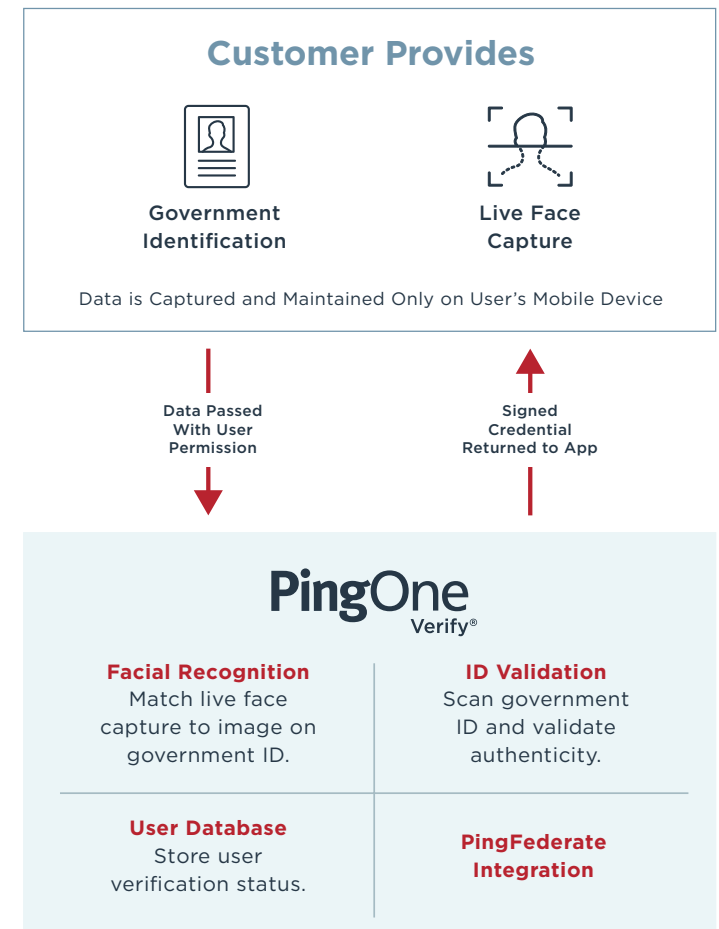 Customer Provides
Government
Identification
Live Face
Capture
Data is Captured and Maintained Only on User’s Mobile Device
Data Passed
With User
Permission
Signed
Credential
Returned to App
PingOne
Verify®
Facial Recognition
Match live face
capture to image on
government ID.
ID Validation
Scan government
ID and validate
authenticity.
User Database
Store user
verification status.
PingFederate
Integration